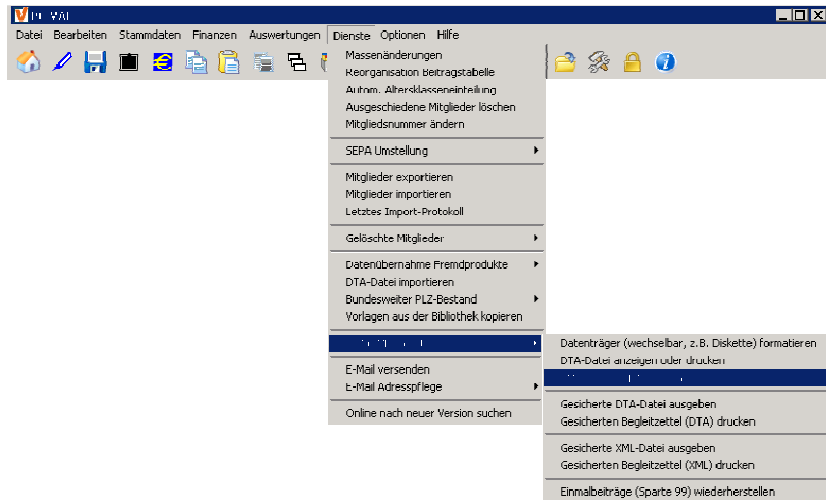 Datei Bearbeiten Stammdaten Finanzen Auswertungen Dienste Optionen Hilfe
Massenänderungen
Reorganisation Beitragstabelle
Autom. Altersklasseneinteilung
Ausgeschiedene Mitglieder löschen
Mitgliedsnummer ändern
SEPA Umstellung
Mitglieder exportieren
Mitglieder importieren
Letztes Import-Protokoll
Gelöschte Mitglieder
Datenübernahme Fremdprodukte
DTA-Datei importieren
Bundesweiter PLZ-Bestand
Vorlagen aus der Bibliothek kopieren
E-Mail versenden
E-Mail Adresspflege
Online nach neuer Version suchen
Datenträger (wechselbar, z.B. Diskette) formatieren
DTA-Datei anzeigen oder drucken
Gesicherte DTA-Datei ausgeben
Gesicherten Begleitzettel (DTA) drucken
Gesicherte XML-Datei ausgeben
Gesicherten Begleitzettel (XML) drucken
Einmalbeiträge (Sparte 99) wiederherstellen